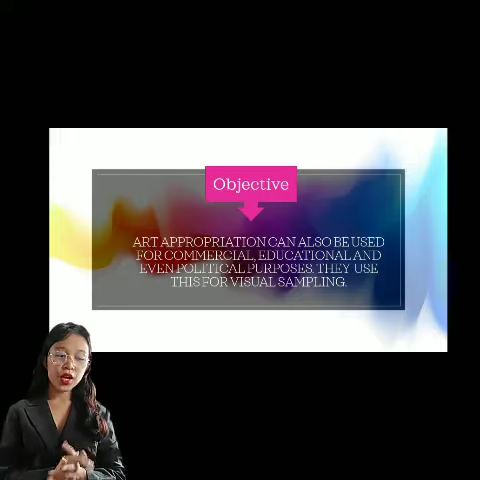 Objective
ART APPROPRIATION CAN ALSO BE USED
FOR COMMERCIAL, EDUCATIONAL AND
EVEN POLITICAL PURPOSES. THEY USE
THIS FOR VISUAL SAMPLING.